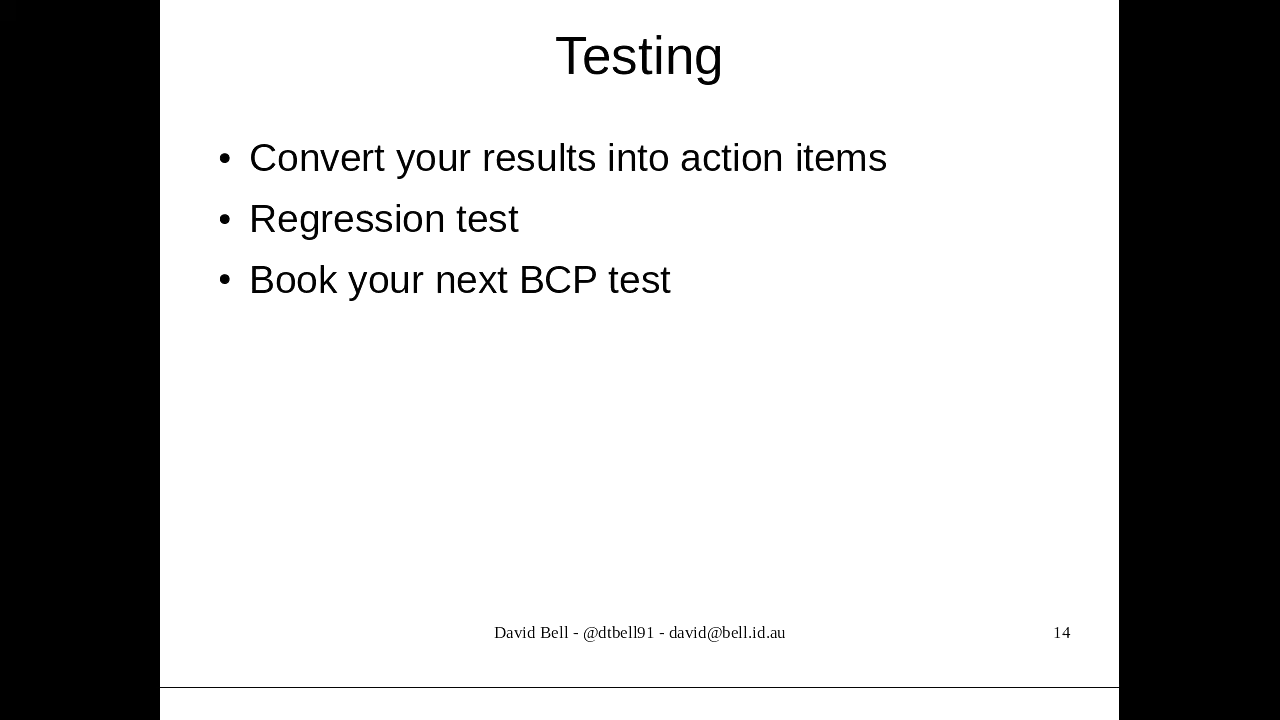 Testing
• Convert your results into action items
• Regression test
• Book your next BCP test
David Bell - @dtbell91 - david@bell.id.au
14